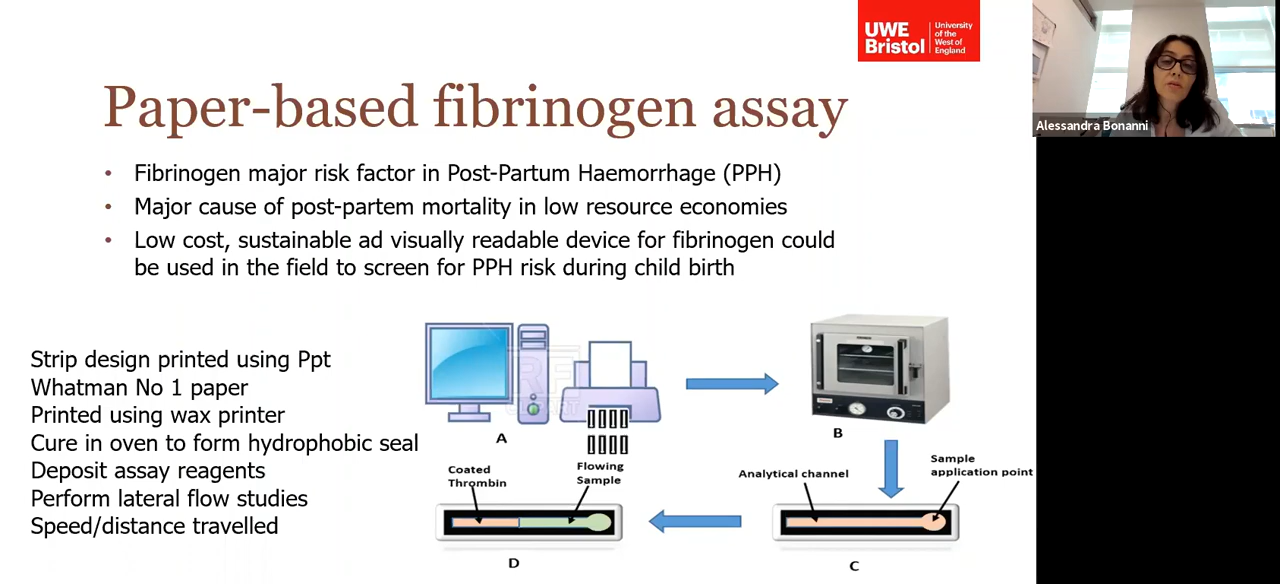 UWE
Bristol
University
of the
West of
England
Alessandra Bonanni
Paper-based fibrinogen assay
• Fibrinogen major risk factor in Post-Partum Haemorrhage (PPH)
• Major cause of post-partem mortality in low resource economies
• Low cost, sustainable ad visually readable device for fibrinogen could
be used in the field to screen for PPH risk during child birth
Strip design printed using Ppt
Whatman No 1 paper
Printed using wax printer
Cure in oven to form hydrophobic seal
Deposit assay reagents
Perform lateral flow studies
Speed/distance travelled
RF
CLIPART
A
B
Coated
Thrombin
Flowing
Sample
Analytical channel
Sample
application point
D
C